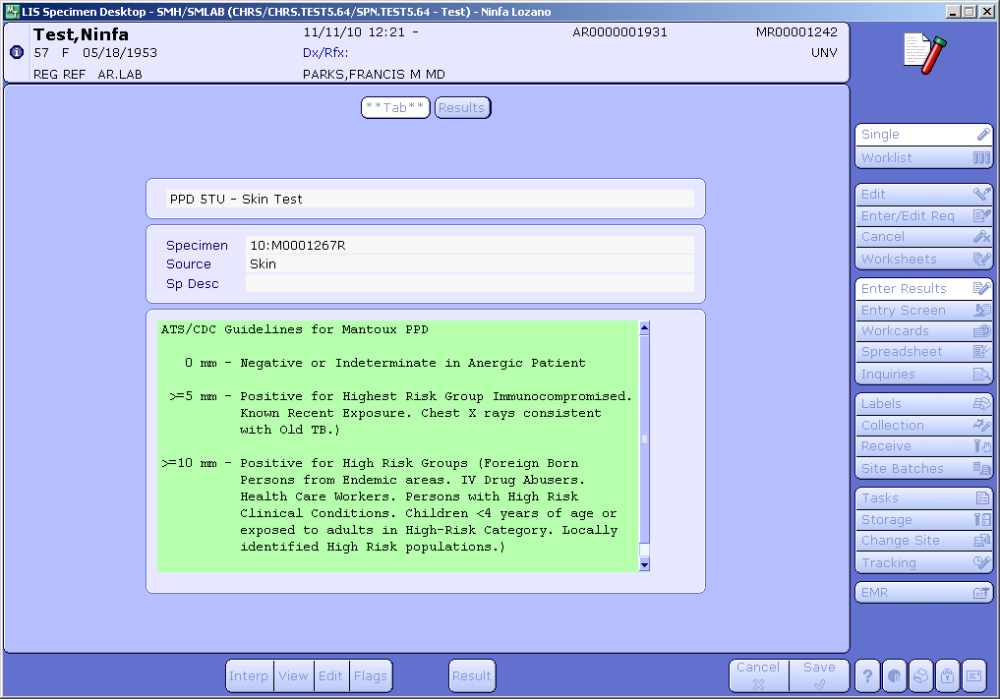 LIS Specimen Desktop - SMH/SMLAB (CHRS/CHRS.TEST5.64/SPN.TEST5.64 - Test) - Ninfa Lozano
Test,Ninfa 11/11/10 12:21 - AR0000001931 MR00001242
57 F 05/18/1953 Dx/Rfx: UNV
REG REF AR.LAB PARKS,FRANCIS M MD
**Tab** Results
PPD 5TU - Skin Test
Specimen 10:M0001267R
Source Skin
Sp Desc
ATS/CDC Guidelines for Mantoux PPD
0 mm - Negative or Indeterminate in Anergic Patient
>=5 mm - Positive for Highest Risk Group Immunocompromised.
Known Recent Exposure. Chest X rays consistent
with Old TB.)
>=10 mm - Positive for High Risk Groups (Foreign Born
Persons from Endemic areas. IV Drug Abusers.
Health Care Workers. Persons with High Risk
Clinical Conditions. Children <4 years of age or
exposed to adults in High-Risk Category. Locally
identified High Risk populations.)
Single
Worklist
Edit
Enter/Edit Req
Cancel
Worksheets
Enter Results
Entry Screen
Workcards
Spreadsheet
Inquiries
Labels
Collection
Receive
Site Batches
Tasks
Storage
Change Site
Tracking
EMR
Interp View Edit Flags Result Cancel Save ?